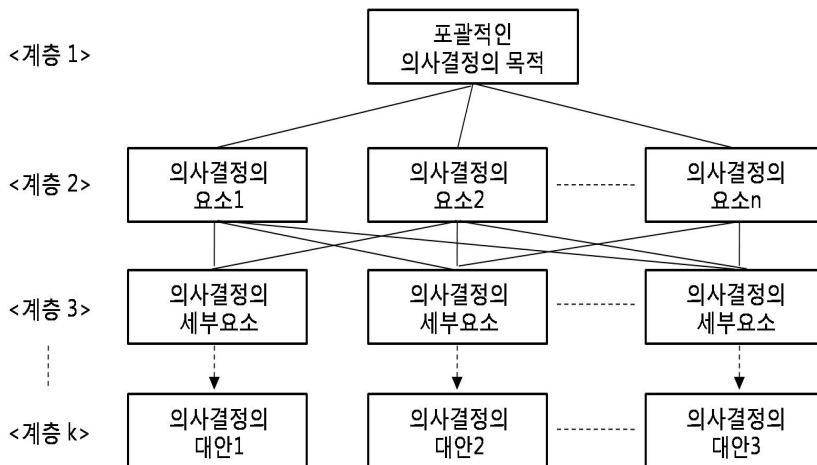 <계층 1>
포괄적인
의사결정의 목적
<계층 2>
의사결정의
요소1
의사결정의
요소2
의사결정의
요소n
<계층 3>
의사결정의
세부요소
의사결정의
세부요소
의사결정의
세부요소
<계층 k>
의사결정의
대안1
의사결정의
대안2
의사결정의
대안3